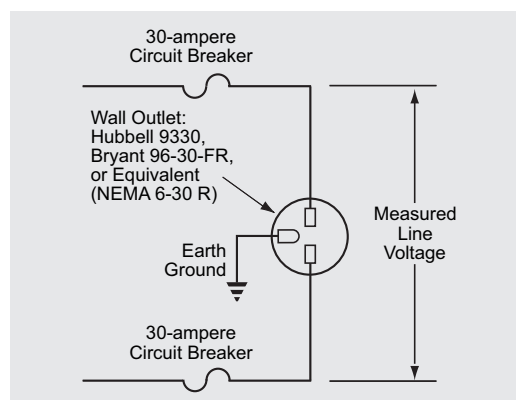 30-ampere
Circuit Breaker
Wall Outlet:
Hubbell 9330,
Bryant 96-30-FR,
or Equivalent
(NEMA 6-30 R)
Measured
Line
Voltage
Earth
Ground
30-ampere
Circuit Breaker